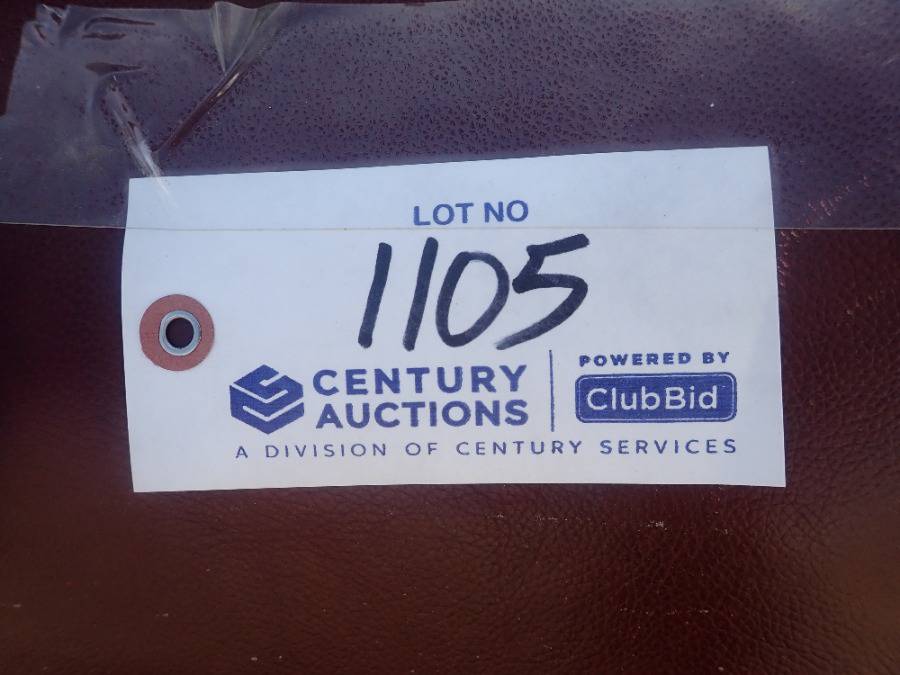 LOT NO
1105
CENTURY AUCTIONS
POWERED BY
ClubBid
A DIVISION OF CENTURY SERVICES